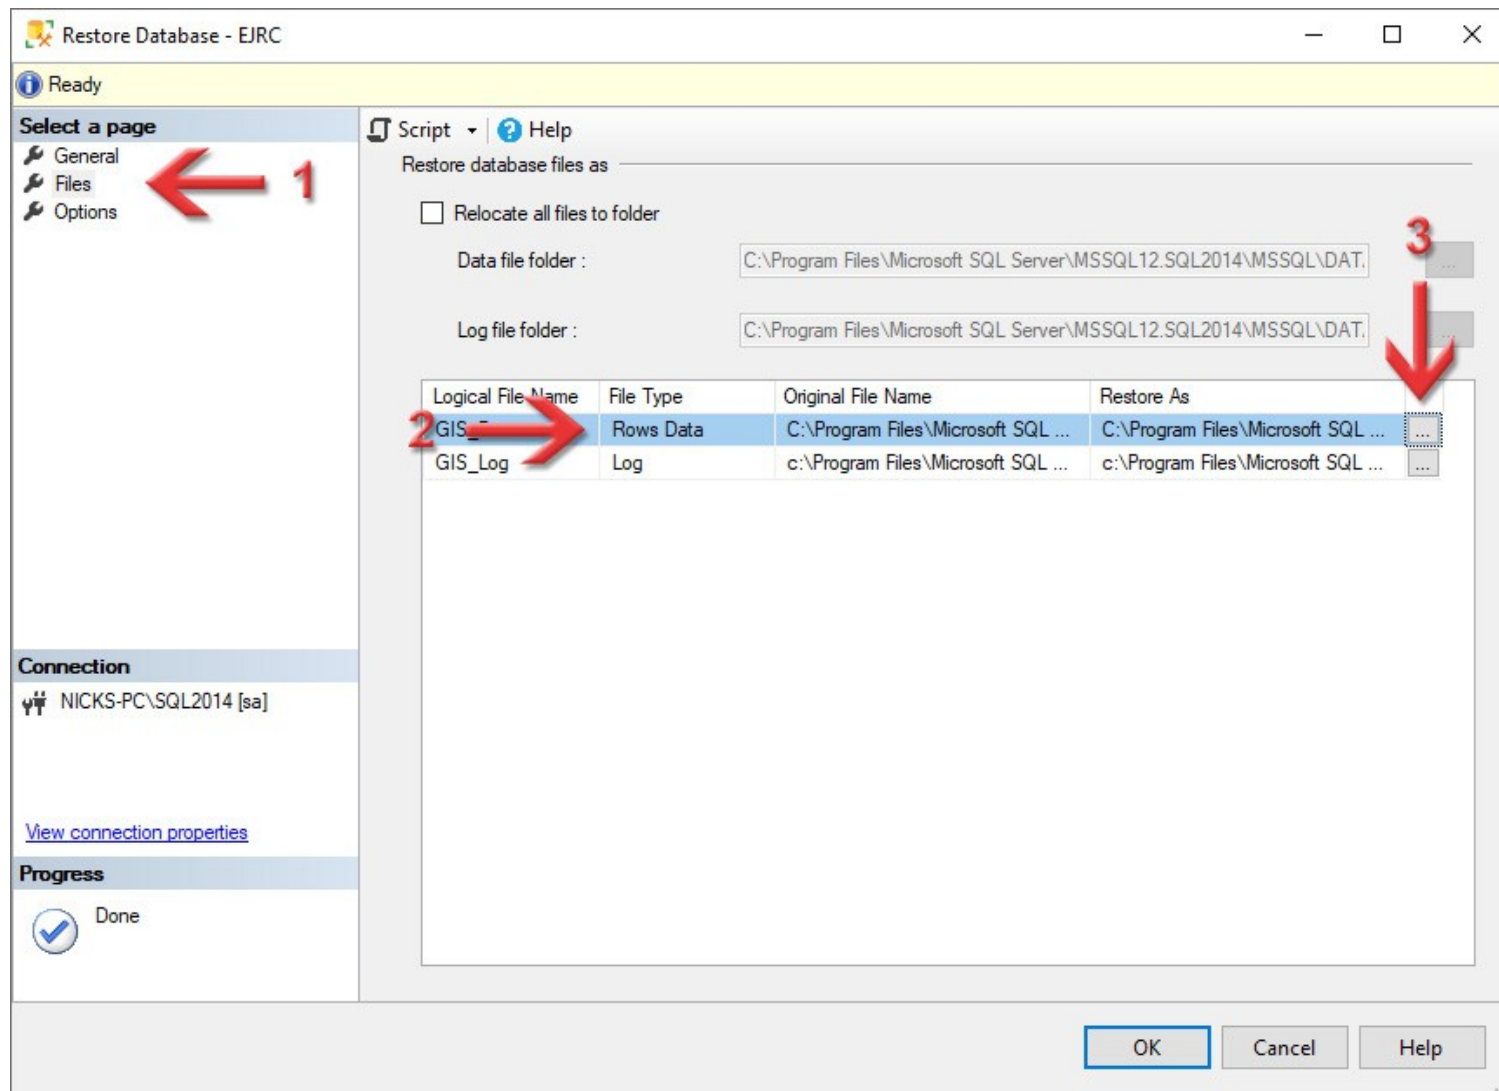 Restore Database - EJRC
Ready
Select a page
General
Files
Options
1
Script
Help
Restore database files as
Relocate all files to folder
Data file folder :
C:\Program Files\Microsoft SQL Server\MSSQL12.SQL2014\MSSQL\DAT
...
3
Log file folder :
C:\Program Files\Microsoft SQL Server\MSSQL12.SQL2014\MSSQL\DAT
Logical File Name File Type Original File Name Restore As
2
GIS_ Rows Data C:\Program Files\Microsoft SQL ... C:\Program Files\Microsoft SQL ... ...
GIS_Log Log c:\Program Files\Microsoft SQL ... c:\Program Files\Microsoft SQL ... ...
Connection
NICKS-PC\SQL2014 [sa]
View connection properties
Progress
Done
OK Cancel Help